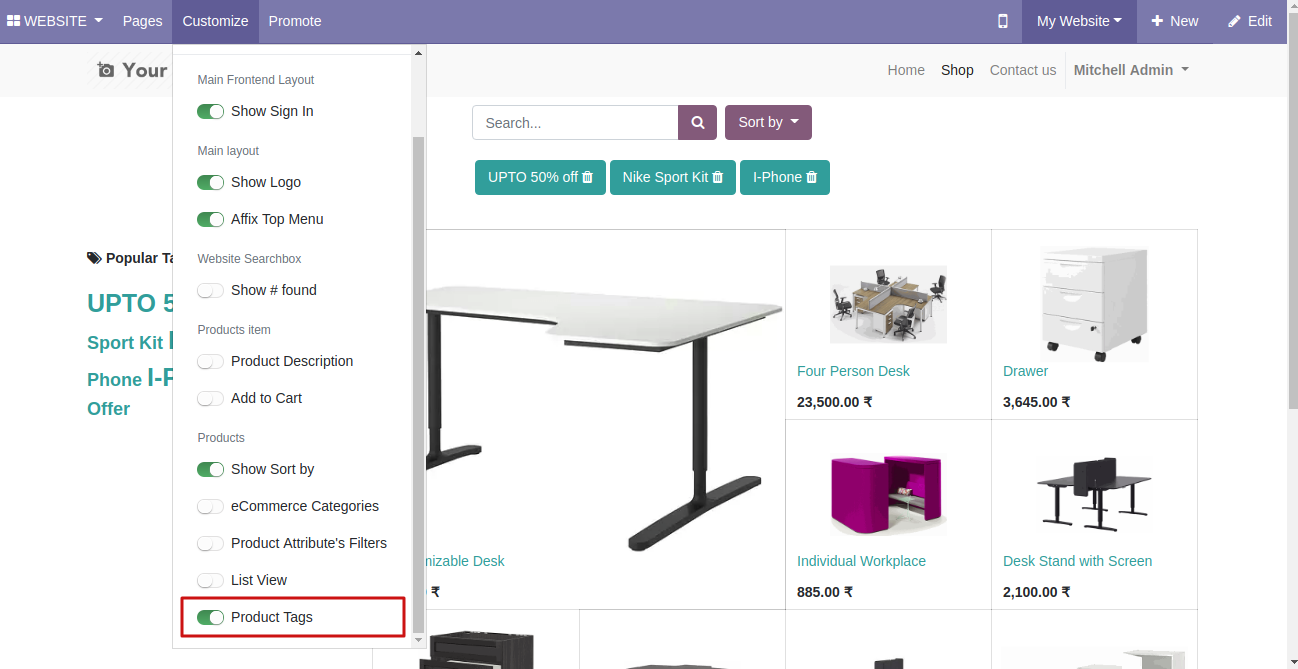 WEBSITE Pages Customize Promote My Website New Edit
Your
Home Shop Contact us Mitchell Admin
Main Frontend Layout
Show Sign In
Main layout
Show Logo
Affix Top Menu
Website Searchbox
Show # found
Products item
Product Description
Add to Cart
Products
Show Sort by
eCommerce Categories
Product Attribute's Filters
List View
Product Tags
Search... Sort by
UPTO 50% off Nike Sport Kit I-Phone
Popular Ta
UPTO 5
Sport Kit
Phone I-P
Offer
mizable Desk
₹
Four Person Desk
23,500.00 ₹
Drawer
3,645.00 ₹
Individual Workplace
885.00 ₹
Desk Stand with Screen
2,100.00 ₹